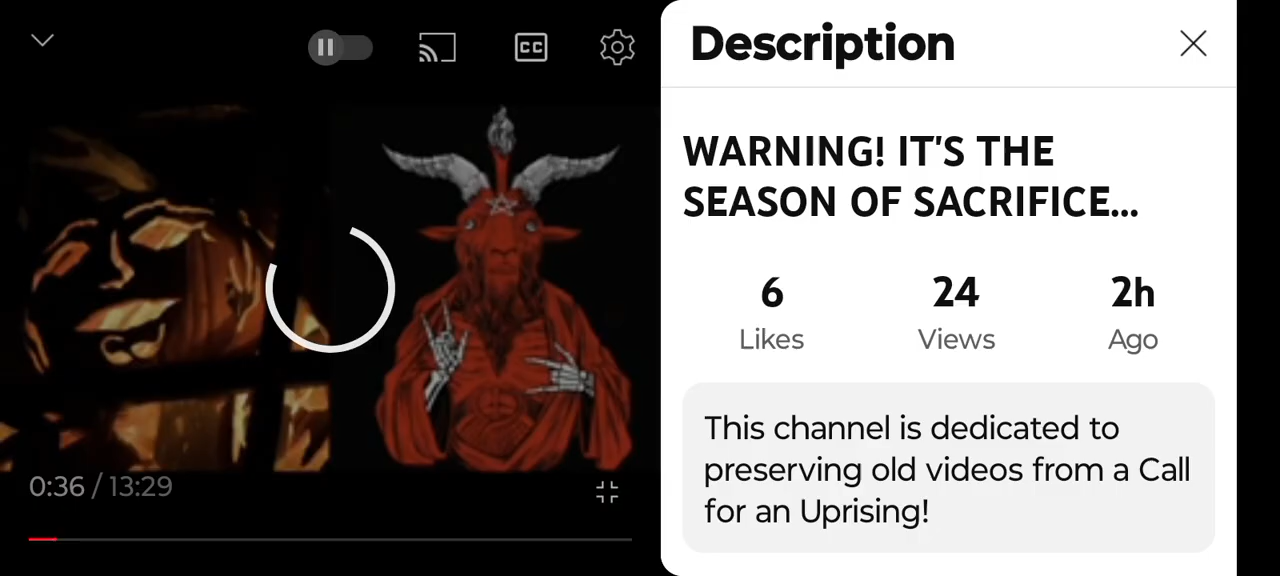 CC
Description
WARNING! IT'S THE
SEASON OF SACRIFICE...
6
24
2h
Likes
Views
Ago
This channel is dedicated to
preserving old videos from a Call
for an Uprising!
0:36 / 13:29